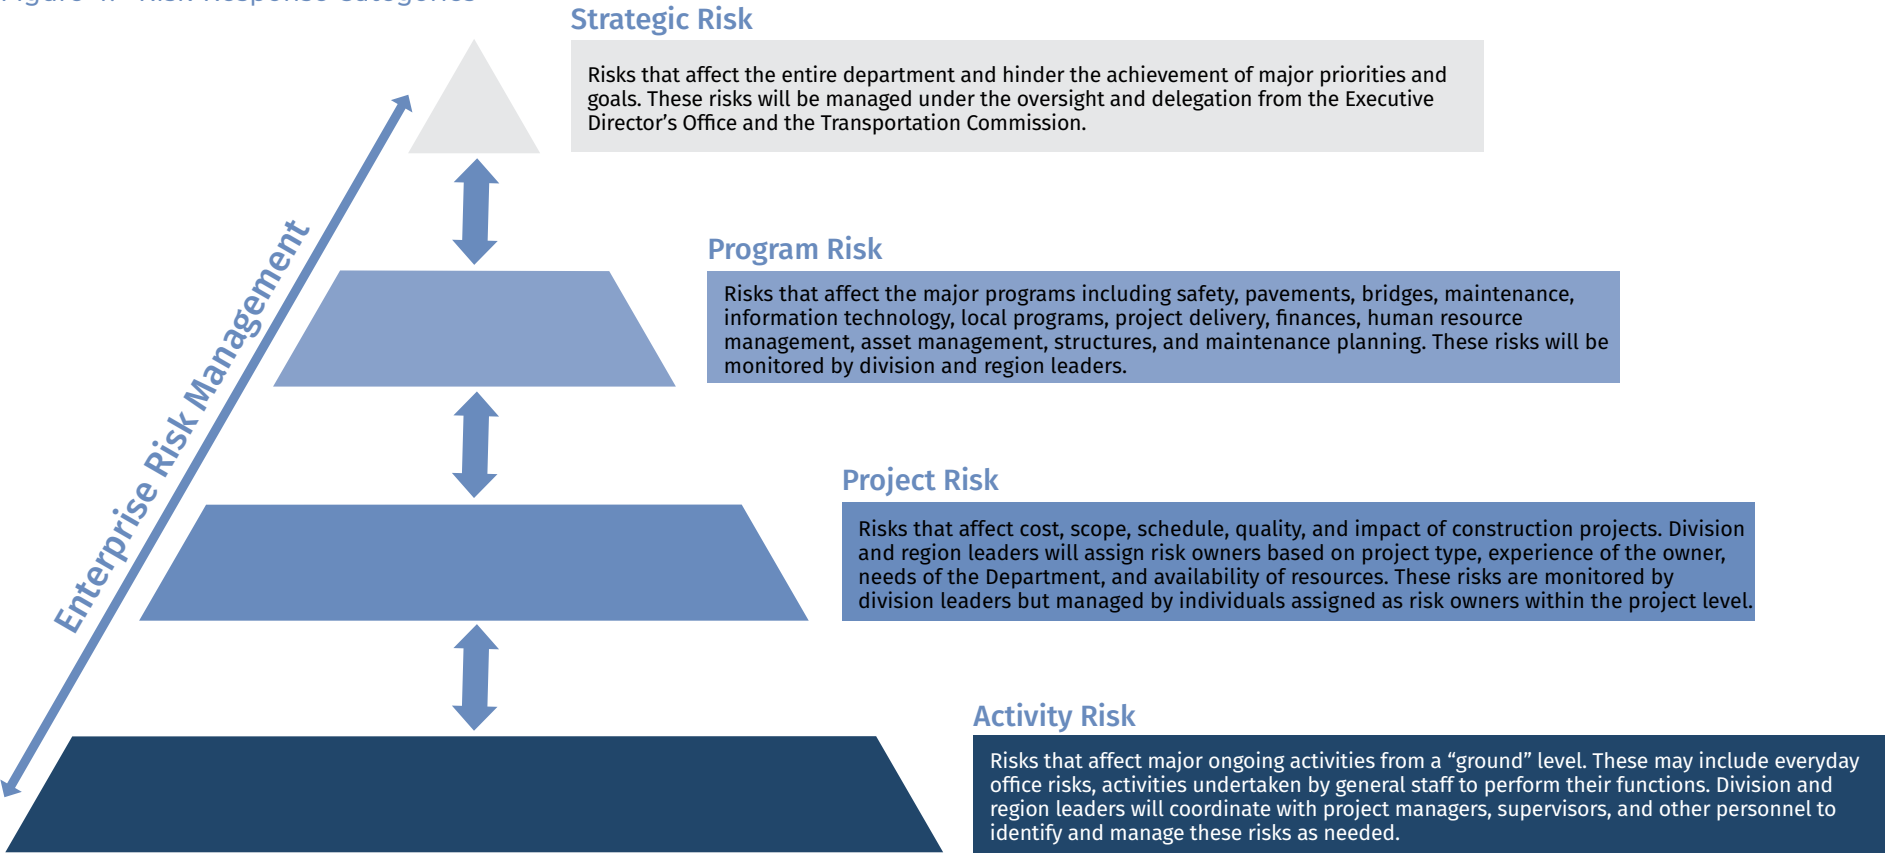 Figure 4.  Risk Response Categories
Strategic Risk
Risks that affect the entire department and hinder the achievement of major priorities and
goals. These risks will be managed under the oversight and delegation from the Executive
Director’s Office and the Transportation Commission.
Enterprise Risk Management
Program Risk
Risks that affect the major programs including safety, pavements, bridges, maintenance,
information technology, local programs, project delivery, finances, human resource
management, asset management, structures, and maintenance planning. These risks will be
monitored by division and region leaders.
Project Risk
Risks that affect cost, scope, schedule, quality, and impact of construction projects. Division
and region leaders will assign risk owners based on project type, experience of the owner,
needs of the Department, and availability of resources. These risks are monitored by
division leaders but managed by individuals assigned as risk owners within the project level.
Activity Risk
Risks that affect major ongoing activities from a “ground” level. These may include everyday
office risks, activities undertaken by general staff to perform their functions. Division and
region leaders will coordinate with project managers, supervisors, and other personnel to
identify and manage these risks as needed.